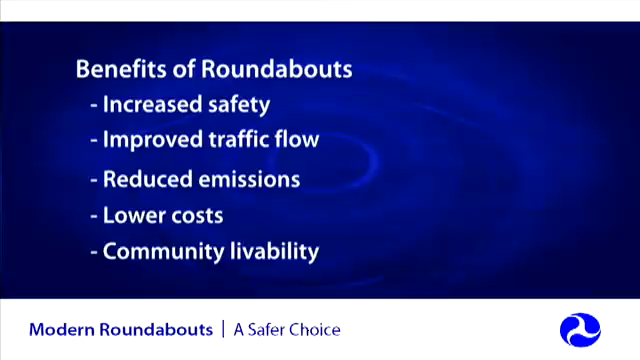 Benefits of Roundabouts
- Increased safety
- Improved traffic flow
- Reduced emissions
- Lower costs
- Community livability
Modern Roundabouts | A Safer Choice